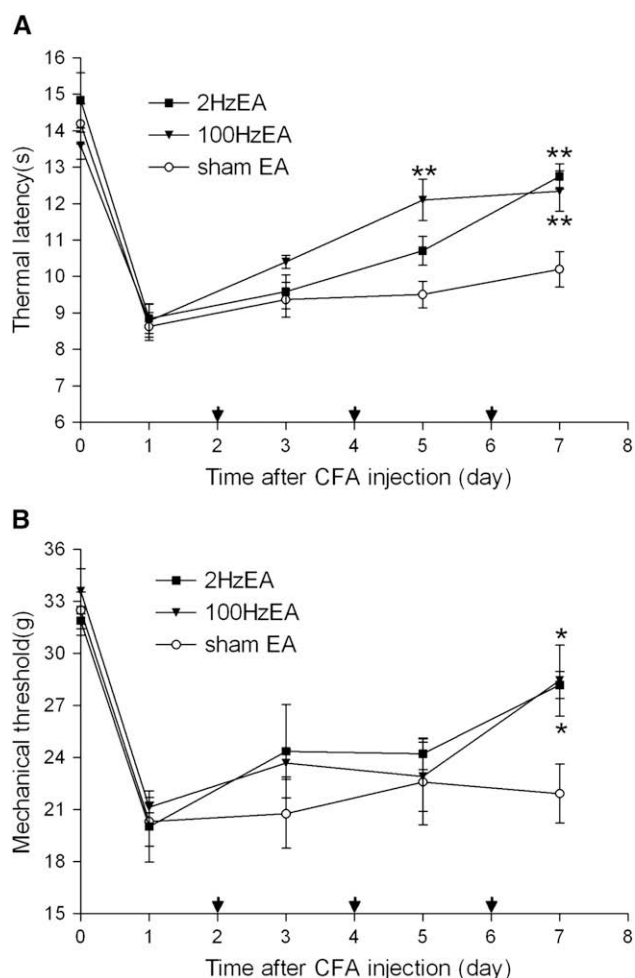 A
16
15
14
13
12
11
10
9
8
7
6
Thermal latency(s)
2HzEA
100HzEA
sham EA
**
**
**
0 1 2 3 4 5 6 7 8
Time after CFA injection (day)
B
36
33
30
27
24
21
18
15
Mechanical threshold(g)
2HzEA
100HzEA
sham EA
*
*
0 1 2 3 4 5 6 7 8
Time after CFA injection (day)